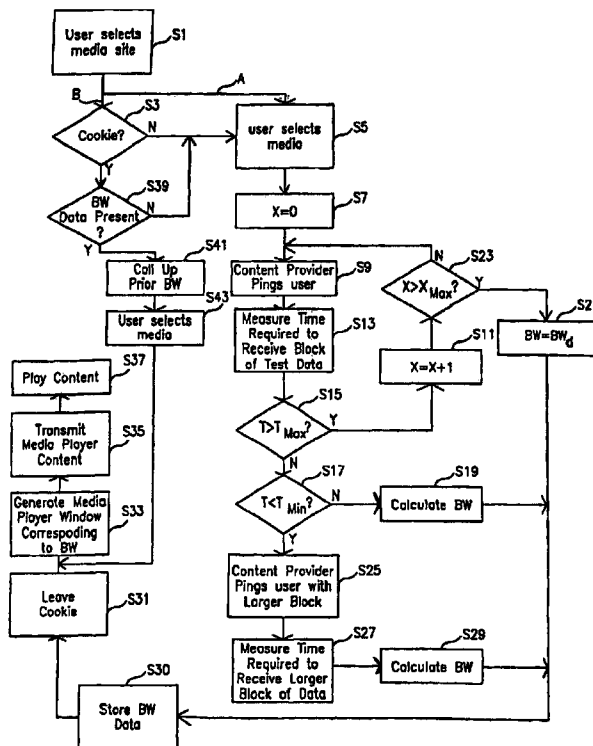 User selects
media site
S1
A
B
S3
Cookie?
N
Y
user selects
media
S5
S39
BW
Data Present
?
N
Y
X=0
S7
S41
Call Up
Prior BW
S43
User selects
media
Content Provider
Pings user
S9
N
S23
X>XMax?
Y
S2
BW=BWd
Measure Time
Required to
Receive Block
of Test Data
S13
S11
X=X+1
S37
Play Content
S15
T>TMax?
Y
N
S35
Transmit
Media Player
Content
S17
T<TMin?
N
Y
S19
Calculate BW
S33
Generate Media
Player Window
Correspoding
to BW
Content Provider
Pings user with
Larger Block
S25
Leave
Cookie
S31
S27
Measure Time
Required to
Receive Larger
Block of Data
S29
Calculate BW
S30
Store BW
Data